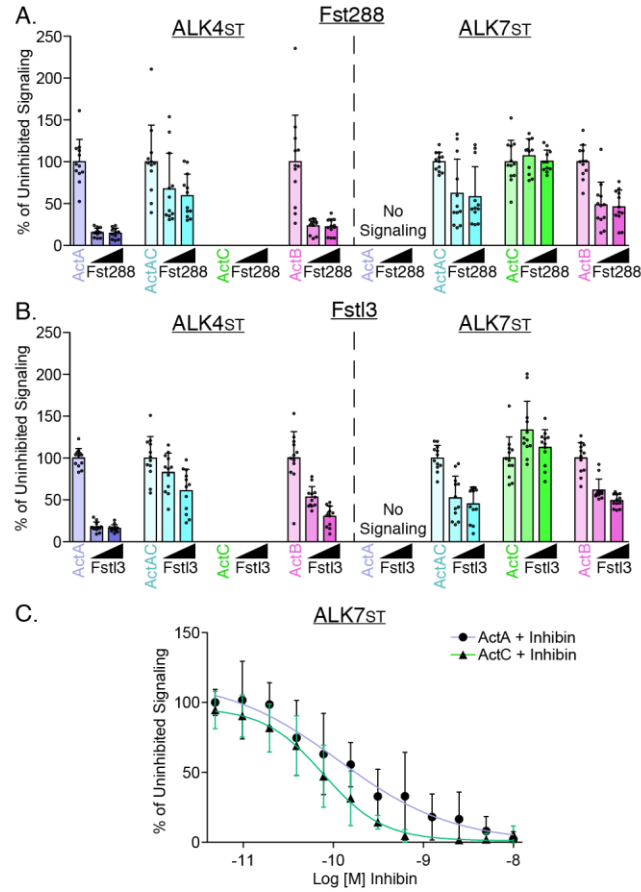 A.
Fst288
ALK4ST
ALK7ST
% of Uninhibited Signaling
250
200
150
100
50
0
No
Signaling
ActA
Fst288
ActAC
Fst288
ActC
Fst288
ActB
Fst288
ActA
Fst288
ActAC
Fst288
ActC
Fst288
ActB
Fst288
B.
Fstl3
ALK4ST
ALK7ST
% of Uninhibited Signaling
250
200
150
100
50
0
No
Signaling
ActA
Fstl3
ActAC
Fstl3
ActC
Fstl3
ActB
Fstl3
ActA
Fstl3
ActAC
Fstl3
ActC
Fstl3
ActB
Fstl3
C.
ALK7ST
ActA + Inhibin
ActC + Inhibin
% of Uninhibited Signaling
150
100
50
0
-11
-10
-9
-8
Log [M] Inhibin